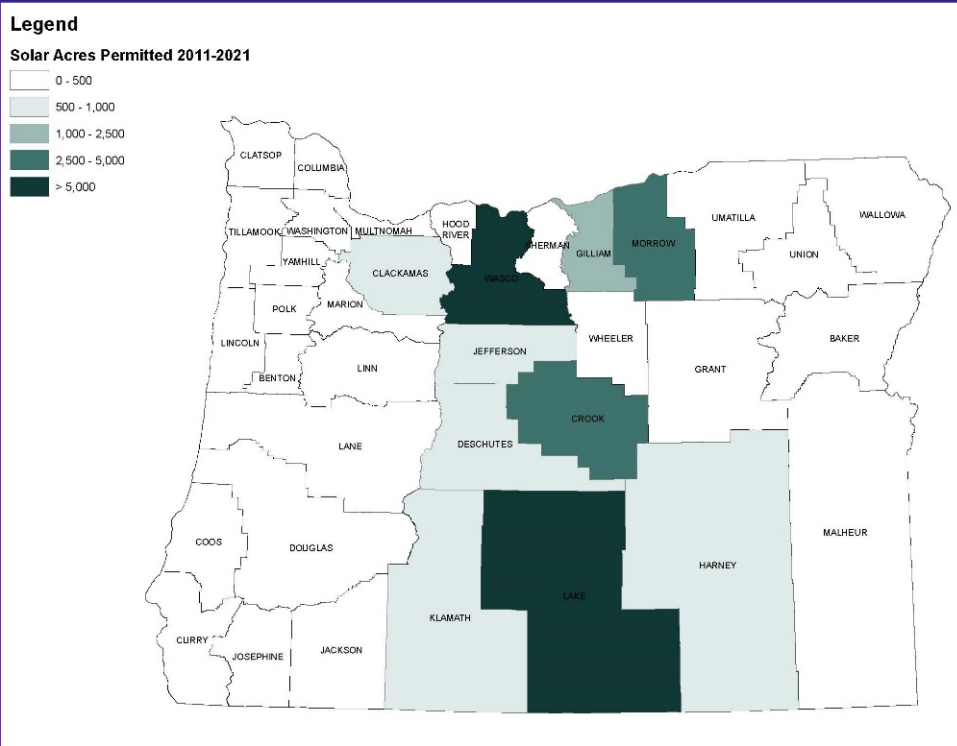 Legend
Solar Acres Permitted 2011-2021
0 - 500
500 - 1,000
1,000 - 2,500
2,500 - 5,000
> 5,000
CLATSOP
COLUMBIA
TILLAMOOK
WASHINGTON
MULTNOMAH
HOOD
RIVER
WASCO
SHERMAN
GILLIAM
MORROW
UMATILLA
UNION
WALLOWA
YAMHILL
CLACKAMAS
POLK
MARION
LINCOLN
BENTON
LINN
JEFFERSON
WHEELER
GRANT
BAKER
LANE
DESCHUTES
CROOK
COOS
DOUGLAS
KLAMATH
LAKE
HARNEY
MALHEUR
CURRY
JOSEPHINE
JACKSON